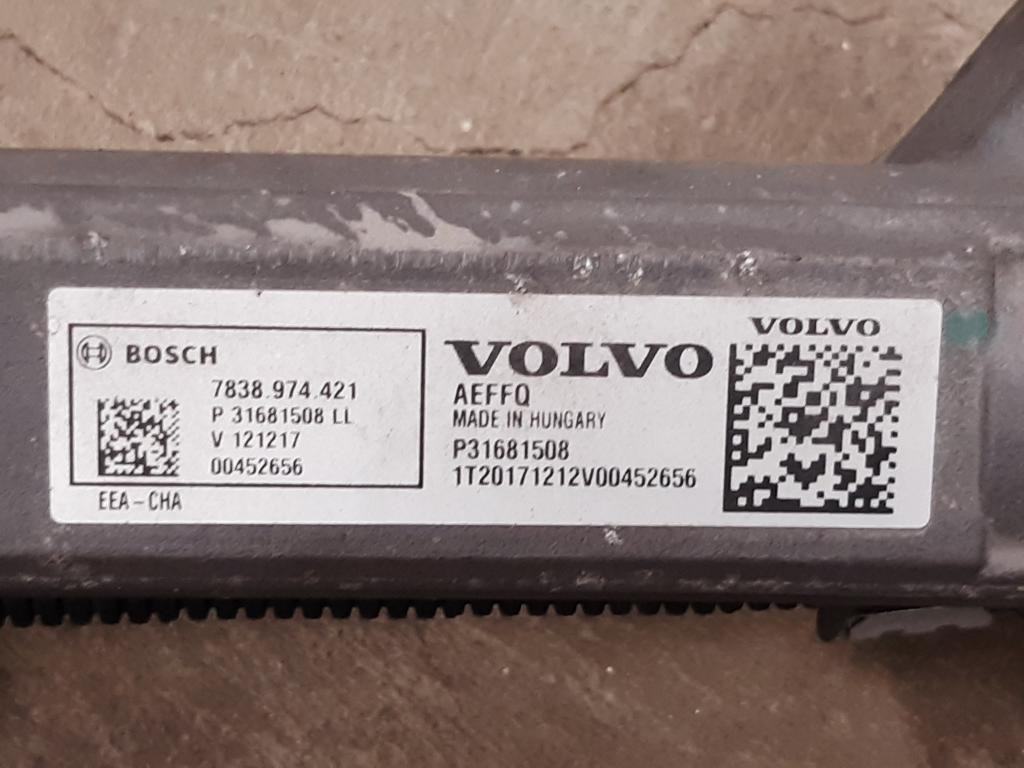 BOSCH
7838.974.421
P 31681508 LL
V 121217
00452656
EEA-CHA
VOLVO
AEFFQ
MADE IN HUNGARY
P31681508
1T20171212V00452656
VOLVO